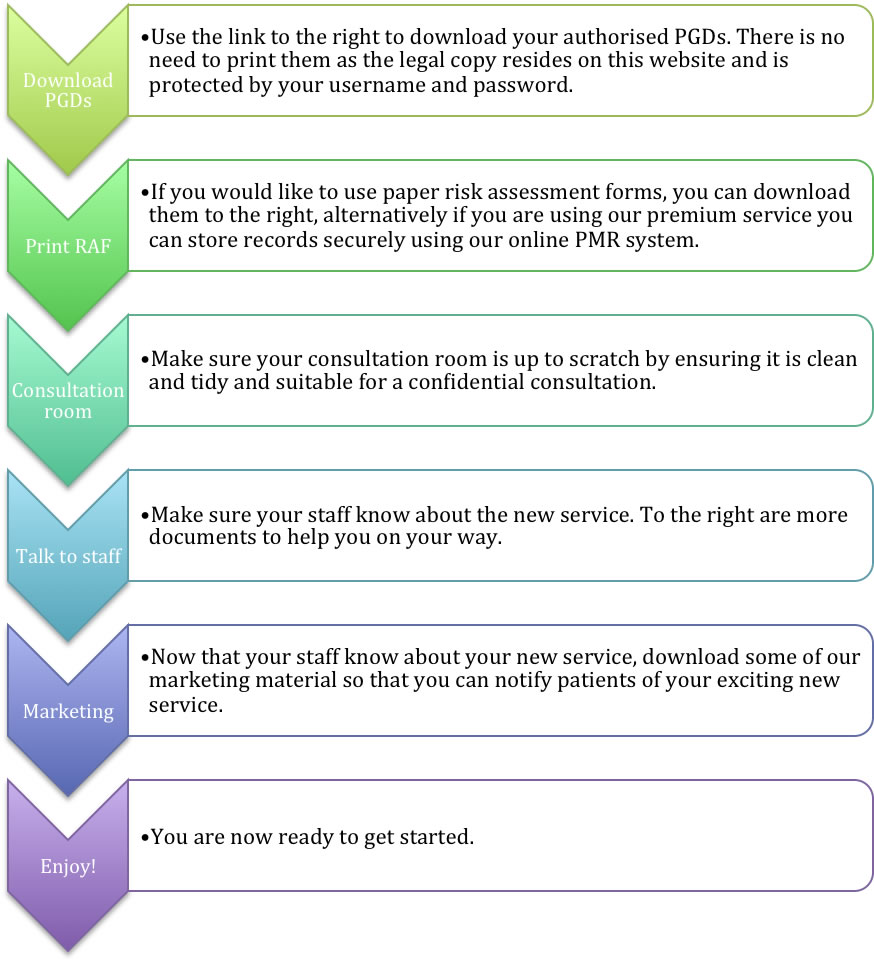 Download
PGDs
•Use the link to the right to download your authorised PGDs. There is no
need to print them as the legal copy resides on this website and is
protected by your username and password.
Print RAF
•If you would like to use paper risk assessment forms, you can download
them to the right, alternatively if you are using our premium service you
can store records securely using our online PMR system.
Consultation
room
•Make sure your consultation room is up to scratch by ensuring it is clean
and tidy and suitable for a confidential consultation.
Talk to staff
•Make sure your staff know about the new service. To the right are more
documents to help you on your way.
Marketing
•Now that your staff know about your new service, download some of our
marketing material so that you can notify patients of your exciting new
service.
Enjoy!
•You are now ready to get started.